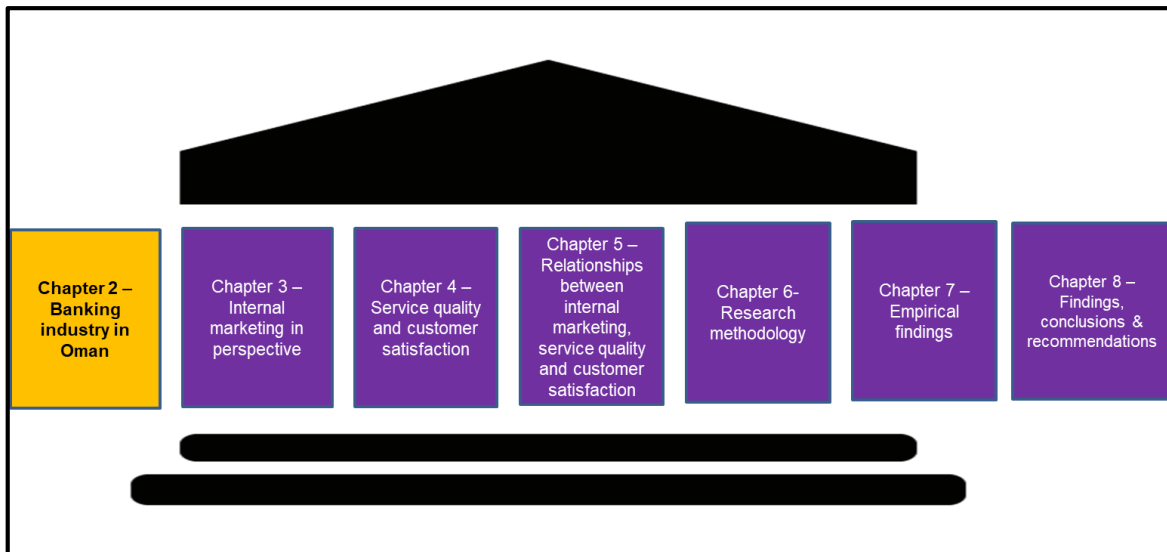 Chapter 2 –
Banking
industry in
Oman
Chapter 3 –
Internal
marketing in
perspective
Chapter 4 –
Service quality
and customer
satisfaction
Chapter 5 –
Relationships
between
internal
marketing,
service quality
and customer
satisfaction
Chapter 6-
Research
methodology
Chapter 7 –
Empirical
findings
Chapter 8 –
Findings,
conclusions &
recommendations